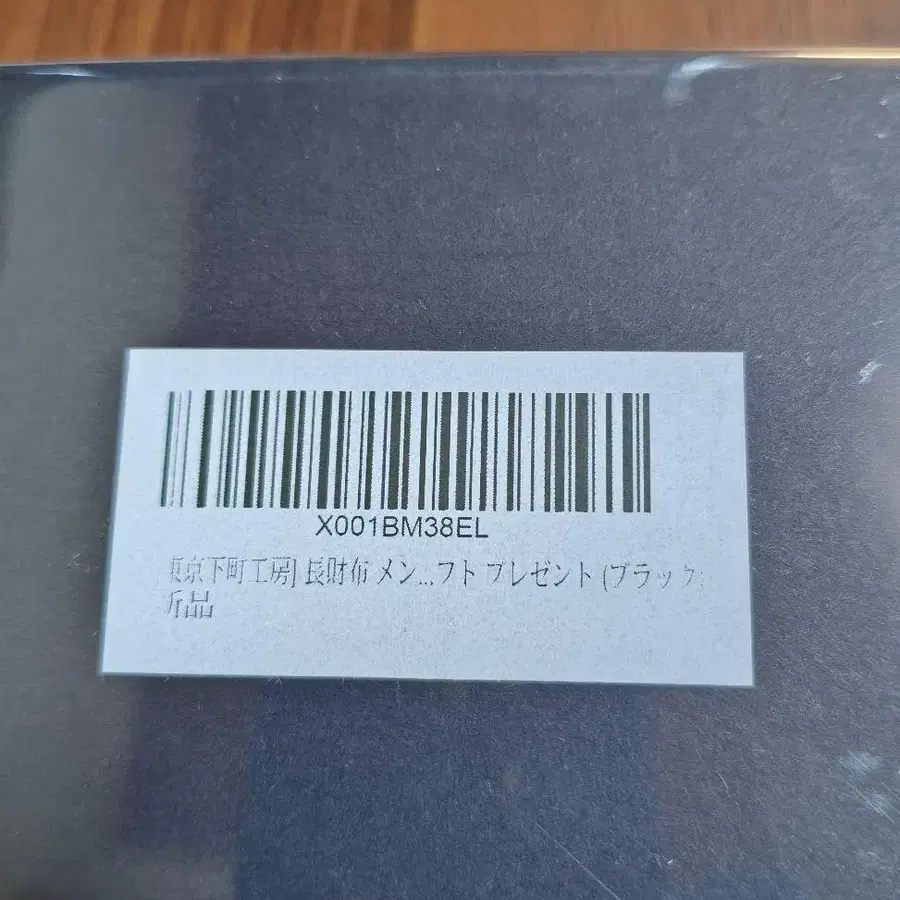 X001BM38EL
[東京下町工房] 長財布 メン...フト プレゼント (ブラック)
新品